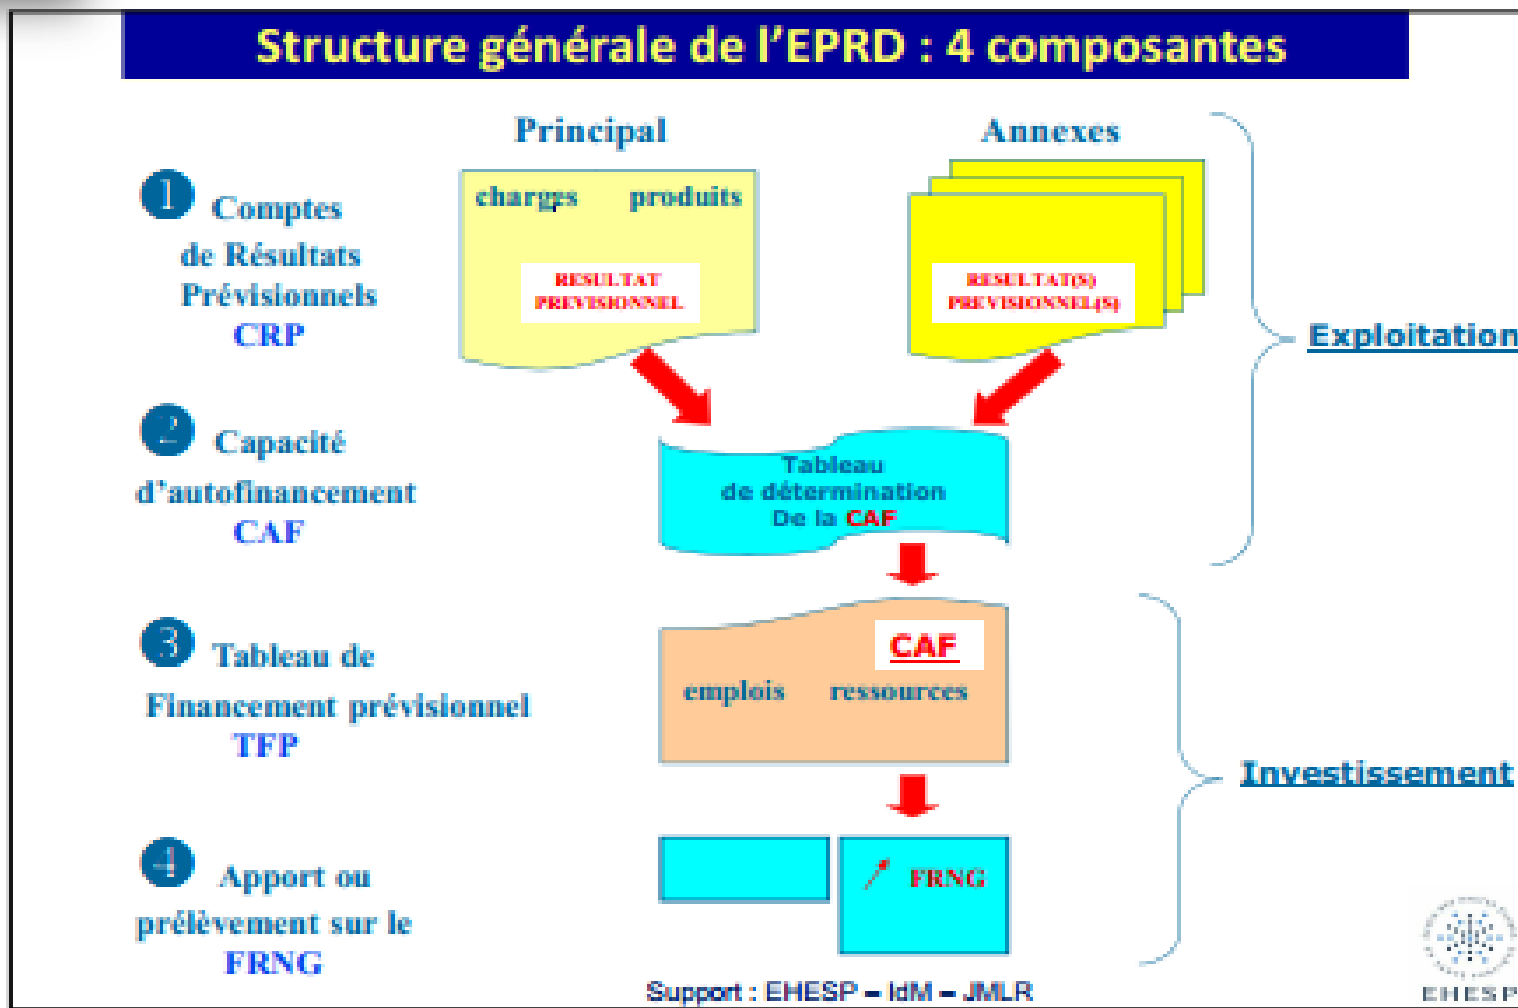 Structure générale de l’EPRD : 4 composantes
Principal
Annexes
1 Comptes
de Résultats
Prévisionnels
CRP
charges produits
RESULTAT
PREVISIONNEL
RESULTAT(S)
PREVISIONNEL(S)
Exploitation
2 Capacité
d’autofinancement
CAF
Tableau
de détermination
De la CAF
3 Tableau de
Financement prévisionnel
TFP
CAF
emplois ressources
Investissement
4 Apport ou
prélèvement sur le
FRNG
FRNG
Support : EHESP – IdM – JMLR
EHESP